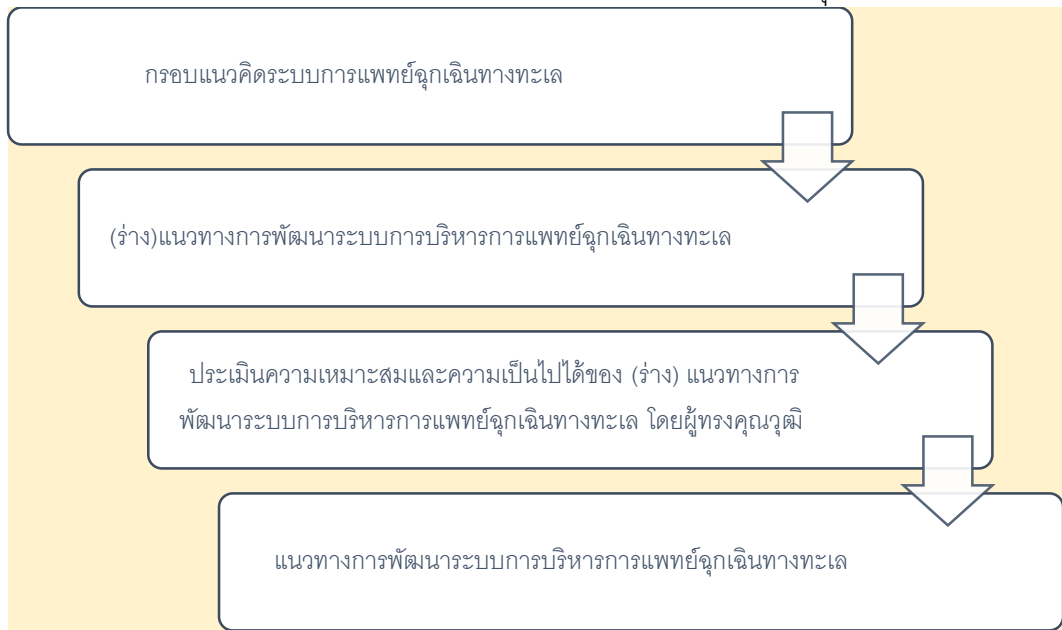 กรอบแนวคิดระบบการแพทย์ฉุกเฉินทางทะเล
(ร่าง)แนวทางการพัฒนาระบบการบริหารการแพทย์ฉุกเฉินทางทะเล
ประเมินความเหมาะสมและความเป็นไปได้ของ (ร่าง) แนวทางการ
พัฒนาระบบการบริหารการแพทย์ฉุกเฉินทางทะเล โดยผู้ทรงคุณวุฒิ
แนวทางการพัฒนาระบบการบริหารการแพทย์ฉุกเฉินทางทะเล